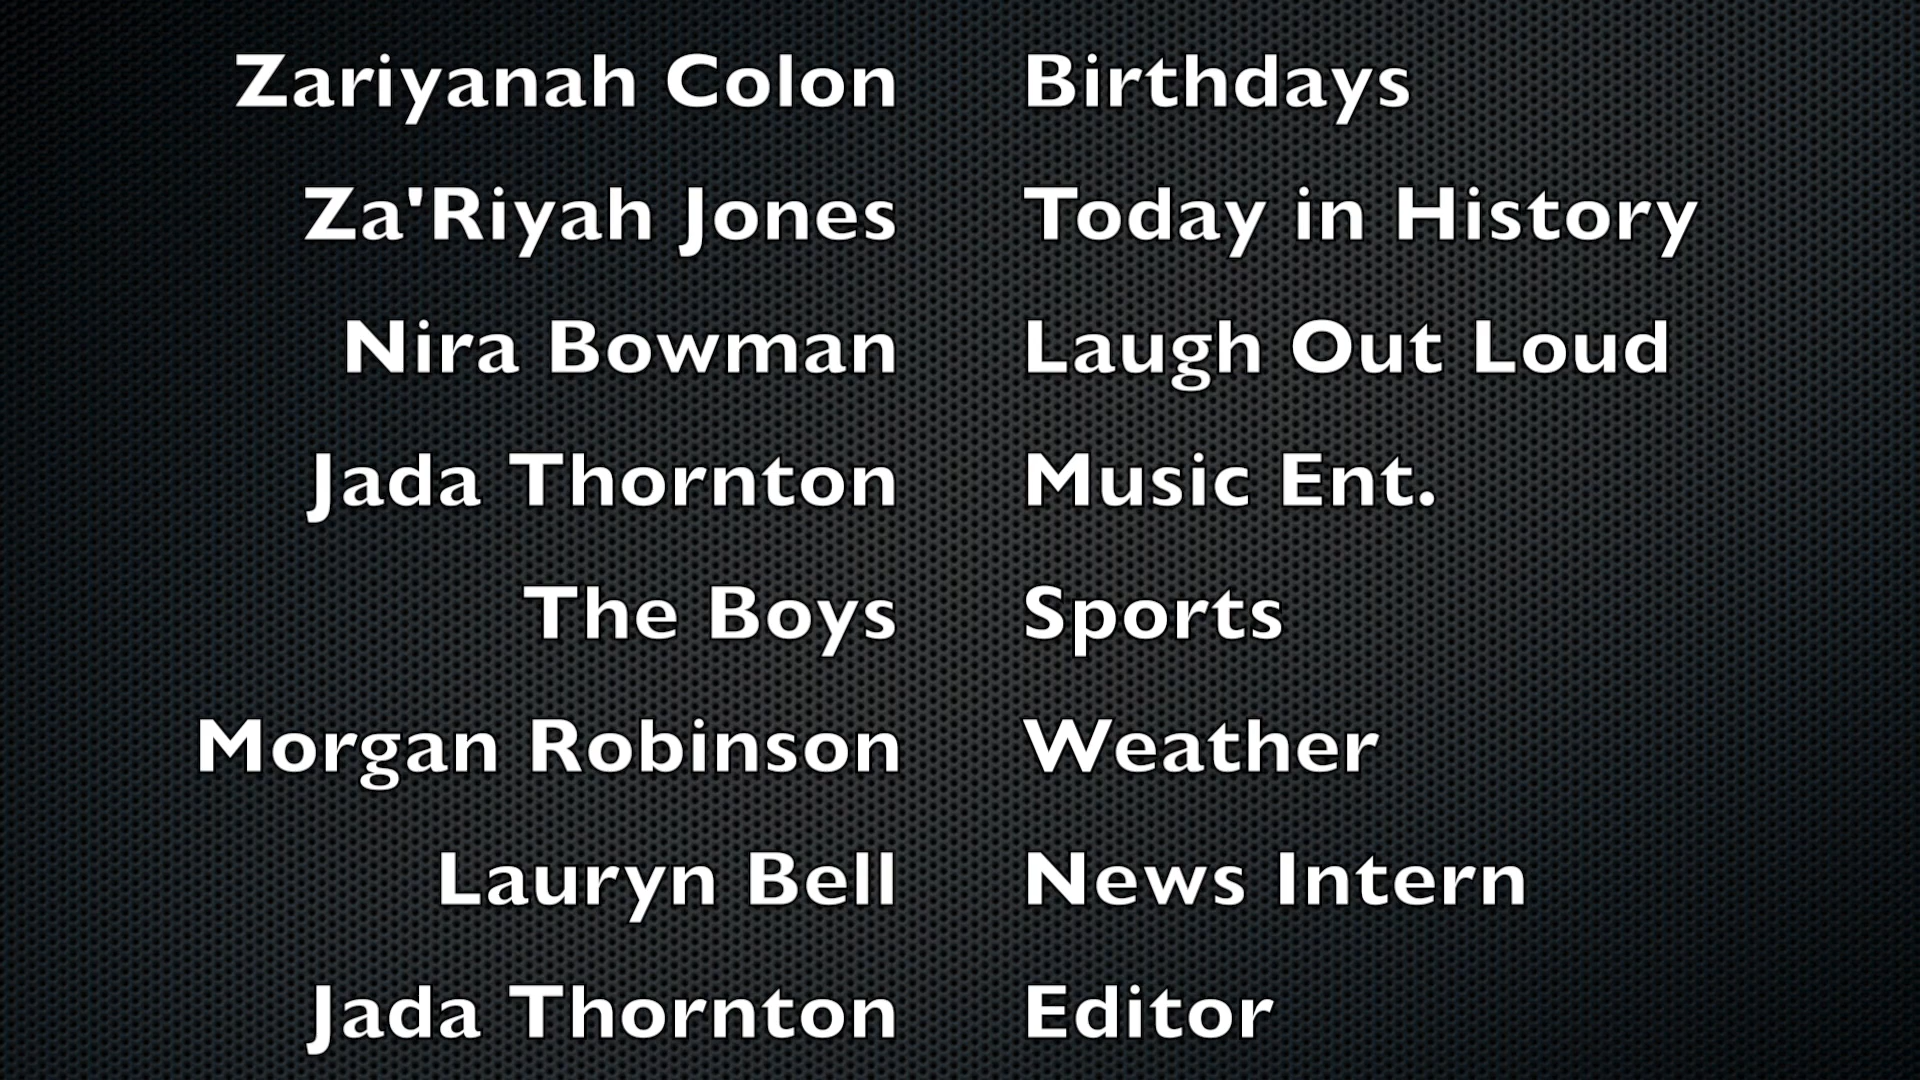 Zariyanah Colon Birthdays
Za'Riyah Jones Today in History
Nira Bowman Laugh Out Loud
Jada Thornton Music Ent.
The Boys Sports
Morgan Robinson Weather
Lauryn Bell News Intern
Jada Thornton Editor